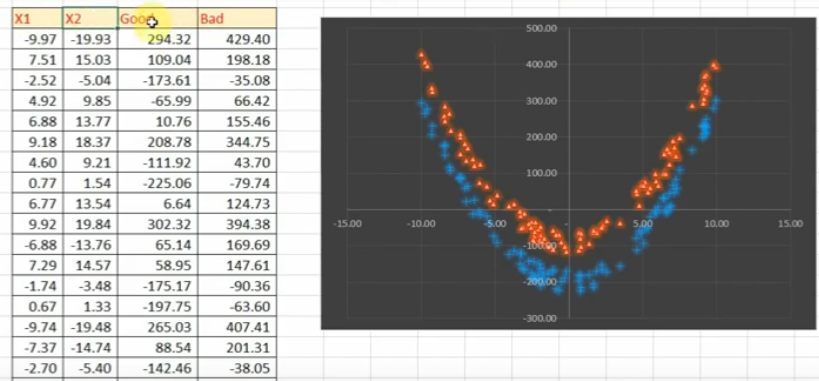 X1 X2 Good Bad
-9.97 -19.93 294.32 429.40
7.51 15.03 109.04 198.18
-2.52 -5.04 -173.61 -35.08
4.92 9.85 -65.99 66.42
6.88 13.77 10.76 155.46
9.18 18.37 208.78 344.75
4.60 9.21 -111.92 43.70
0.77 1.54 -225.06 -79.74
6.77 13.54 6.64 124.73
9.92 19.84 302.32 394.38
-6.88 -13.76 65.14 169.69
7.29 14.57 58.95 147.61
-1.74 -3.48 -175.17 -90.36
0.67 1.33 -197.75 -63.60
-9.74 -19.48 265.03 407.41
-7.37 -14.74 88.54 201.31
-2.70 -5.40 -142.46 -38.05
500.00
400.00
300.00
200.00
100.00
-
-15.00 -10.00 -5.00 - 5.00 10.00 15.00
-100.00
-200.00
-300.00